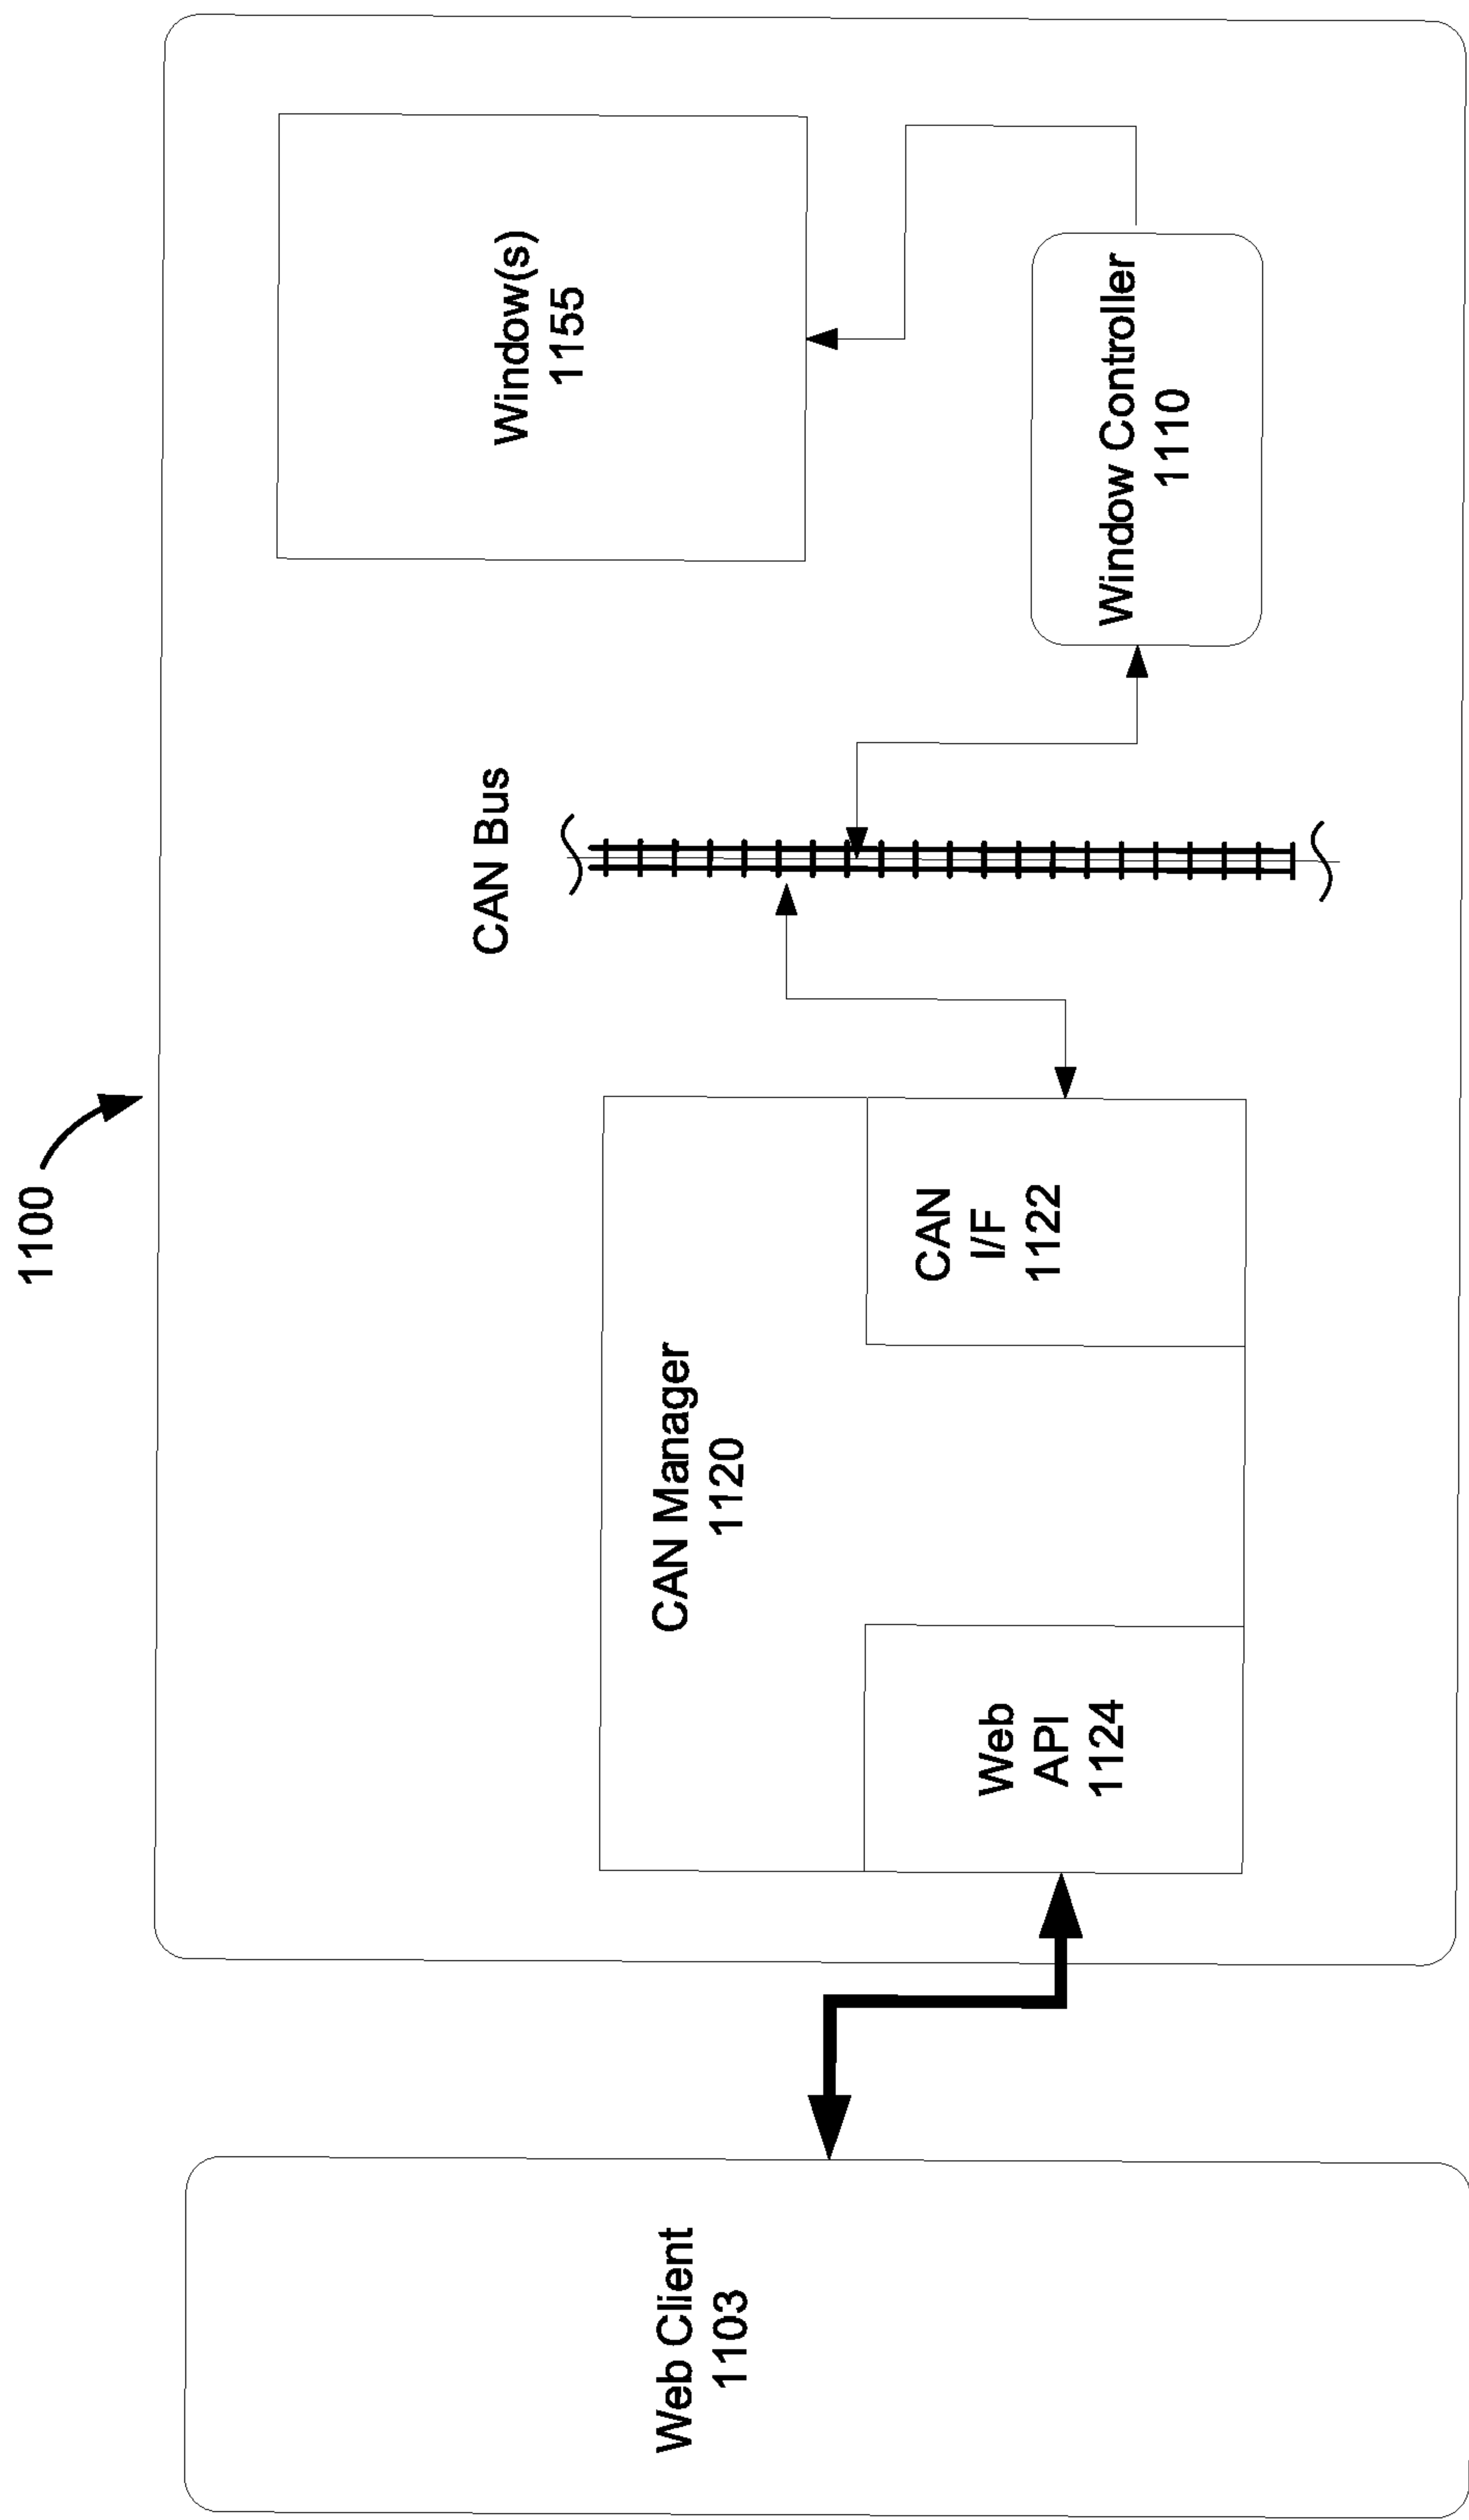 1100
Web Client
1103
CAN Manager
1120
Web
API
1124
CAN
I/F
1122
CAN Bus
Window(s)
1155
Window Controller
1110